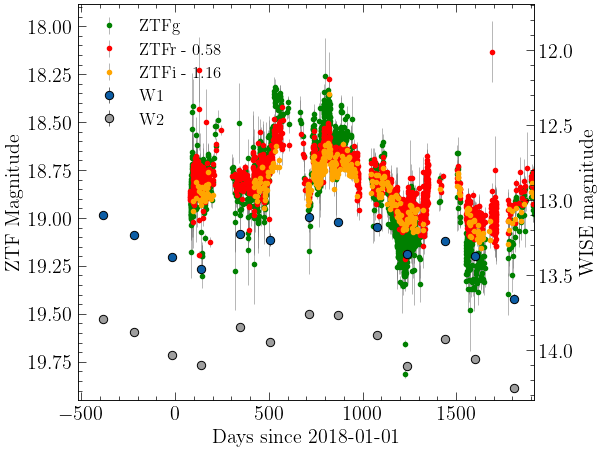 ZTFg
ZTFr - 0.58
ZTFi - 1.16
W1
W2
18.00
18.25
18.50
18.75
19.00
19.25
19.50
19.75
ZTF Magnitude
12.0
12.5
13.0
13.5
14.0
WISE magnitude
−500
0
500
1000
1500
Days since 2018-01-01